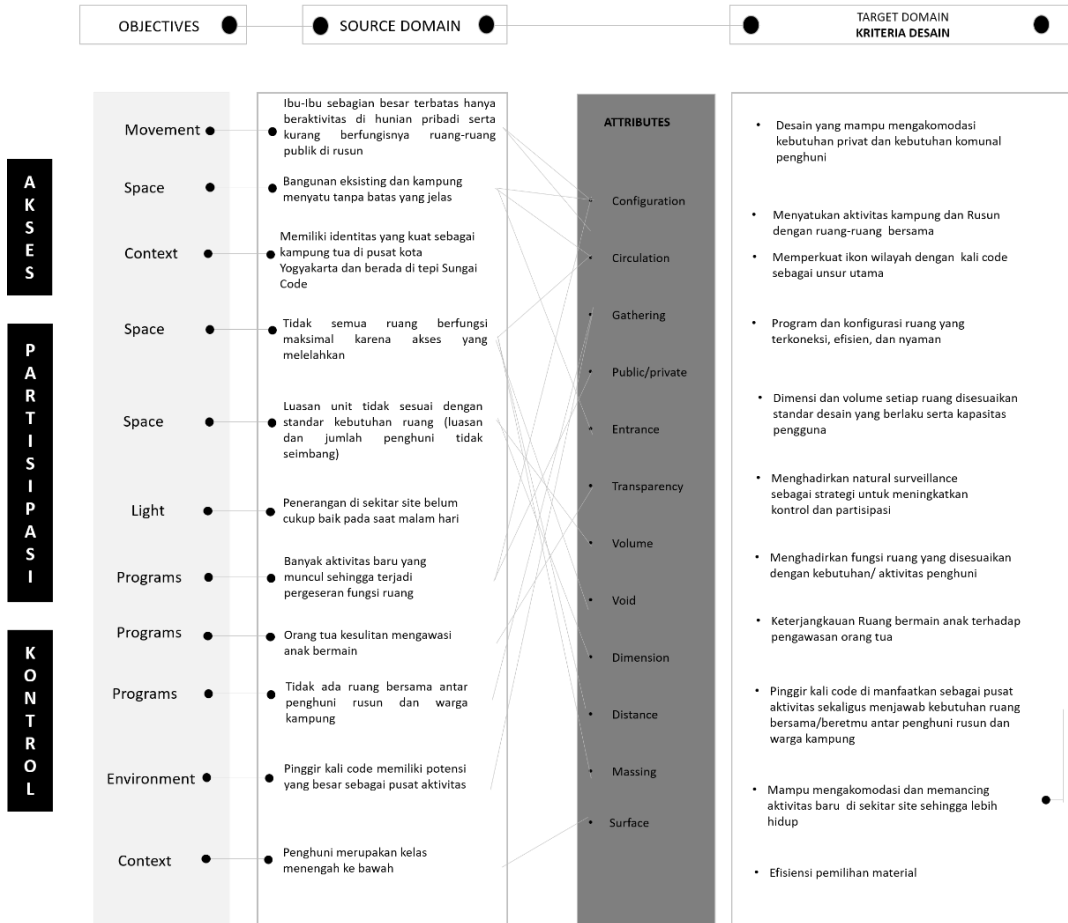 OBJECTIVES
SOURCE DOMAIN
TARGET DOMAIN
KRITERIA DESAIN
AKSES
PARTISIPASI
KONTROL
Movement
Space
Context
Space
Space
Light
Programs
Programs
Programs
Environment
Context
Ibu-Ibu sebagian besar terbatas hanya
beraktivitas di hunian pribadi serta
kurang berfungisnya ruang-ruang
publik di rusun
Bangunan eksisting dan kampung
menyatu tanpa batas yang jelas
Memiliki identitas yang kuat sebagai
kampung tua di pusat kota
Yogyakarta dan berada di tepi Sungai
Code
Tidak semua ruang berfungsi
maksimal karena akses yang
melelahkan
Luasan unit tidak sesuai dengan
standar kebutuhan ruang (luasan
dan jumlah penghuni tidak
seimbang)
Penerangan di sekitar site belum
cukup baik pada saat malam hari
Banyak aktivitas baru yang
muncul sehingga terjadi
pergeseran fungsi ruang
Orang tua kesulitan mengawasi
anak bermain
Tidak ada ruang bersama antar
penghuni rusun dan warga
kampung
Pinggir kali code memiliki potensi
yang besar sebagai pusat aktivitas
Penghuni merupakan kelas
menengah ke bawah
ATTRIBUTES
• Configuration
• Circulation
• Gathering
• Public/private
• Entrance
• Transparency
• Volume
• Void
• Dimension
• Distance
• Massing
• Surface
• Desain yang mampu mengakomodasi
kebutuhan privat dan kebutuhan komunal
penghuni
• Menyatukan aktivitas kampung dan Rusun
dengan ruang-ruang bersama
• Memperkuat ikon wilayah dengan kali code
sebagai unsur utama
• Program dan konfigurasi ruang yang
terkoneksi, efisien, dan nyaman
• Dimensi dan volume setiap ruang disesuaikan
standar desain yang berlaku serta kapasitas
pengguna
• Menghadirkan natural surveillance
sebagai strategi untuk meningkatkan
kontrol dan partisipasi
• Menghadirkan fungsi ruang yang disesuaikan
dengan kebutuhan/ aktivitas penghuni
• Keterjangkauan Ruang bermain anak terhadap
pengawasan orang tua
• Pinggir kali code di manfaatkan sebagai pusat
aktivitas sekaligus menjawab kebutuhan ruang
bersama/beretmu antar penghuni rusun dan
warga kampung
• Mampu mengakomodasi dan memancing
aktivitas baru di sekitar site sehingga lebih
hidup
• Efisiensi pemilihan material